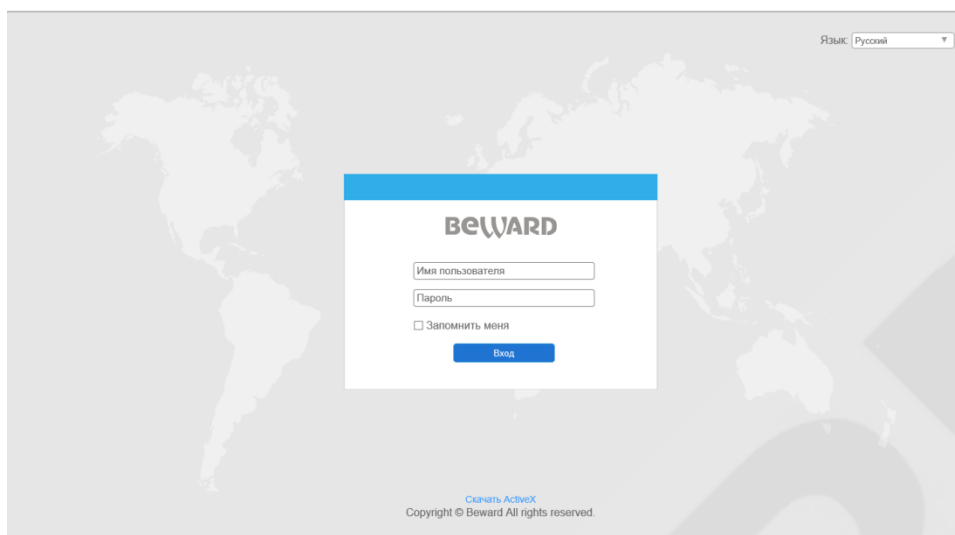 Язык: Русский
BEWARD
Имя пользователя
Пароль
Запомнить меня
Вход
Скачать ActiveX
Copyright © Beward All rights reserved.